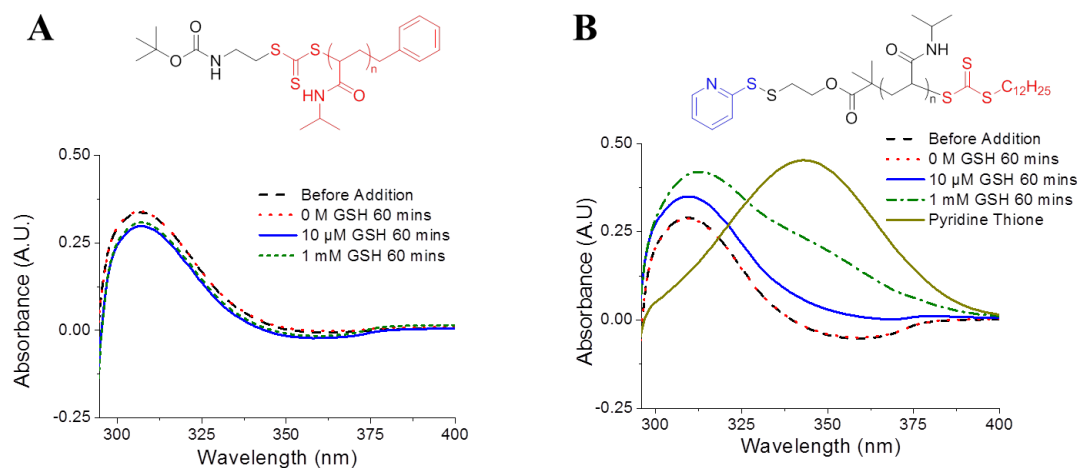 A
O
O
N
H
S
S
S
n
HN
O
0.50
0.25
0.00
-0.25
Absorbance (A.U)
Before Addition
0 M GSH 60 mins
10 µM GSH 60 mins
1 mM GSH 60 mins
300
325
350
375
400
Wavelength (nm)
B
N
S
S
O
O
n
O
N
H
S
S
S
C12H25
0.50
0.25
0.00
-0.25
Absorbance (A.U)
Before Addition
0 M GSH 60 mins
10 µM GSH 60 mins
1 mM GSH 60 mins
Pyridine Thione
300
325
350
375
400
Wavelength (nm)